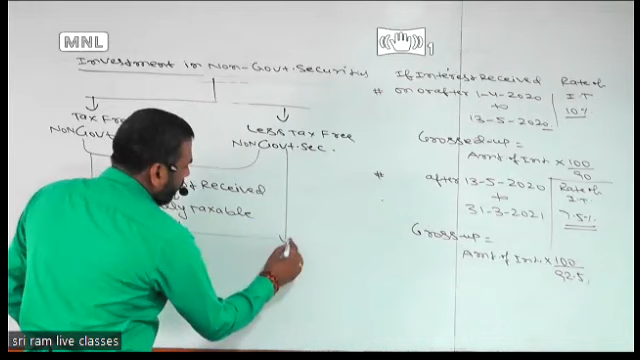 MNL
1
Investment in Non-Govt. Securities
Tax Free
Non Govt
Less Tax Free
Non Govt. Sec.
Received
Taxable
If Interest Received
Rate of
I.T
# on or after 1-4-2020
to
13-5-2020
10%
Grossed-up =
Amt of Int. × 100
90
# after 13-5-2020
to
31-3-2021
Rate of
I.T.
7.5%
Gross-up =
Amt of Int. × 100
92.5
sri ram live classes